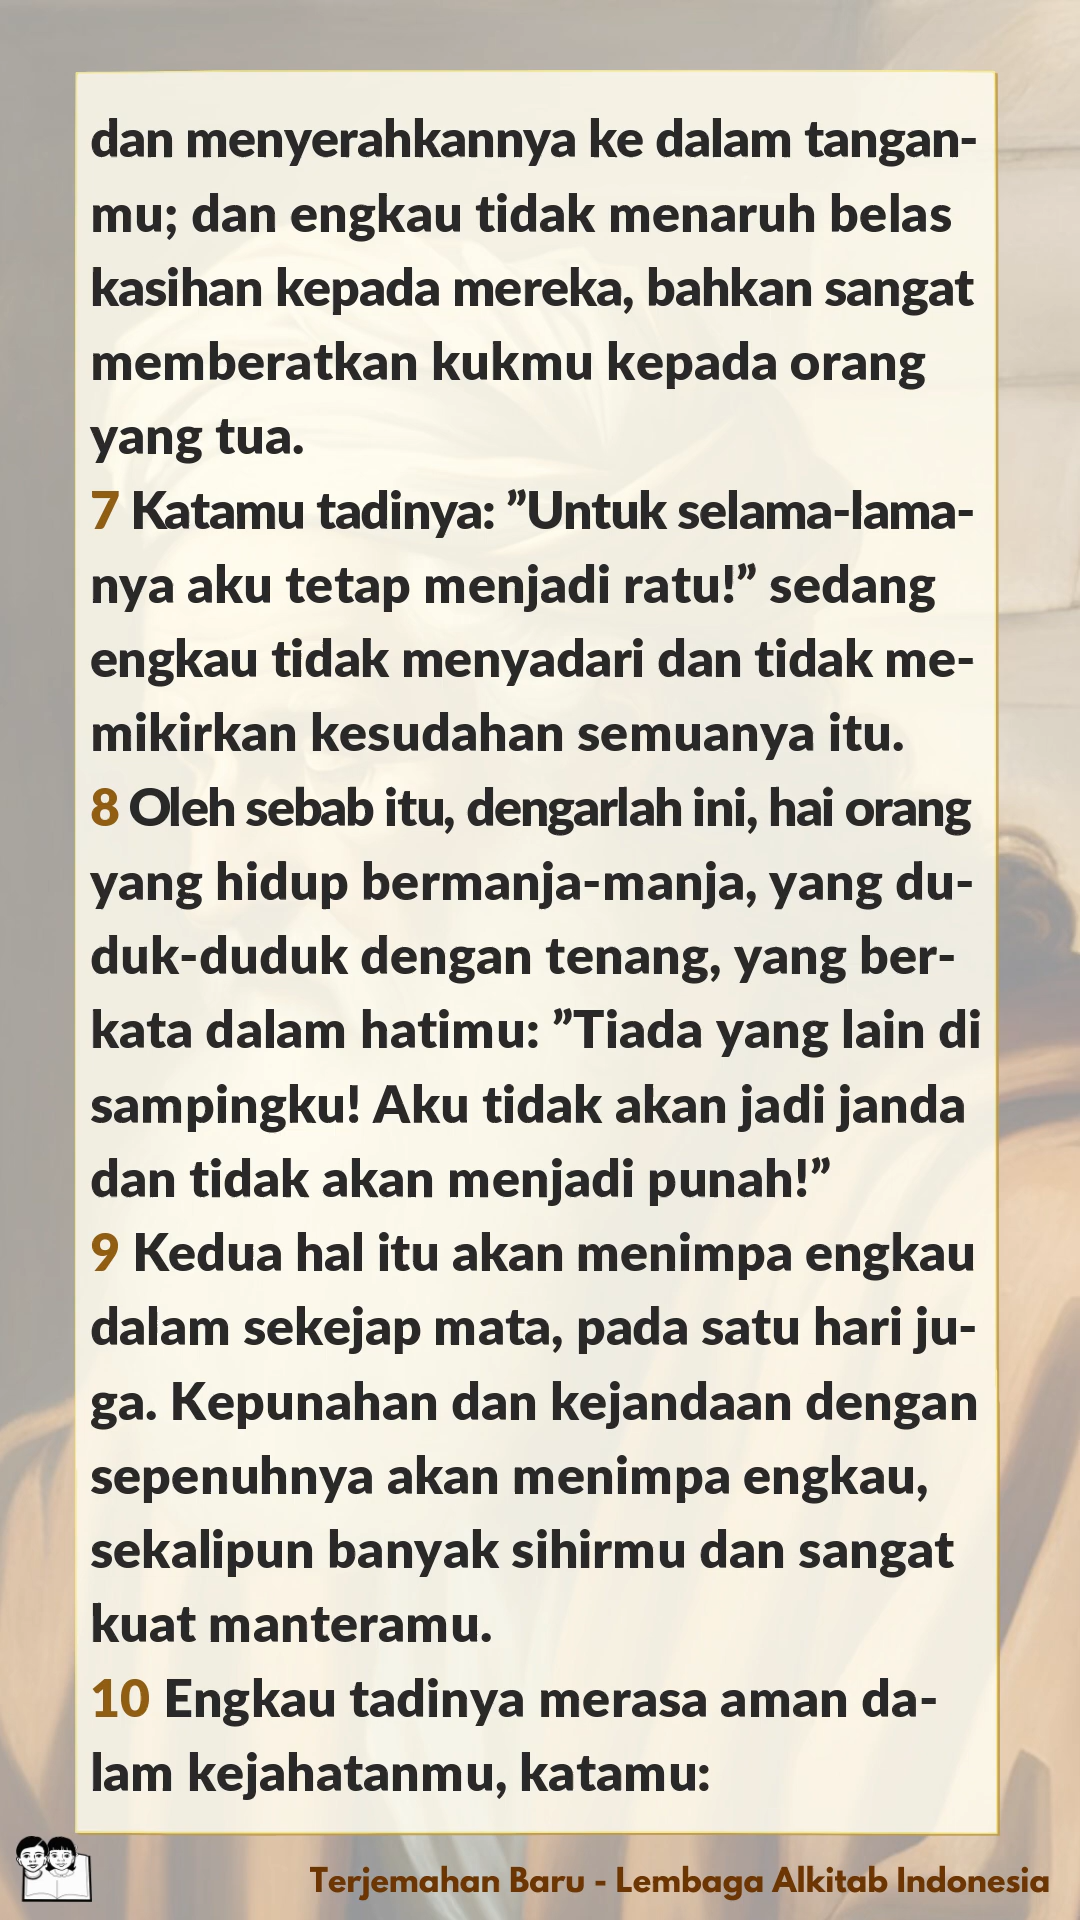 dan menyerahkannya ke dalam tangan-
mu; dan engkau tidak menaruh belas
kasihan kepada mereka, bahkan sangat
memberatkan kukmu kepada orang
yang tua.
7 Katamu tadinya: ”Untuk selama-lama-
nya aku tetap menjadi ratu!” sedang
engkau tidak menyadari dan tidak me-
mikirkan kesudahan semuanya itu.
8 Oleh sebab itu, dengarlah ini, hai orang
yang hidup bermanja-manja, yang du-
duk-duduk dengan tenang, yang ber-
kata dalam hatimu: ”Tiada yang lain di
sampingku! Aku tidak akan jadi janda
dan tidak akan menjadi punah!”
9 Kedua hal itu akan menimpa engkau
dalam sekejap mata, pada satu hari ju-
ga. Kepunahan dan kejandaan dengan
sepenuhnya akan menimpa engkau,
sekalipun banyak sihirmu dan sangat
kuat manteramu.
10 Engkau tadinya merasa aman da-
lam kejahatanmu, katamu:
Terjemahan Baru - Lembaga Alkitab Indonesia